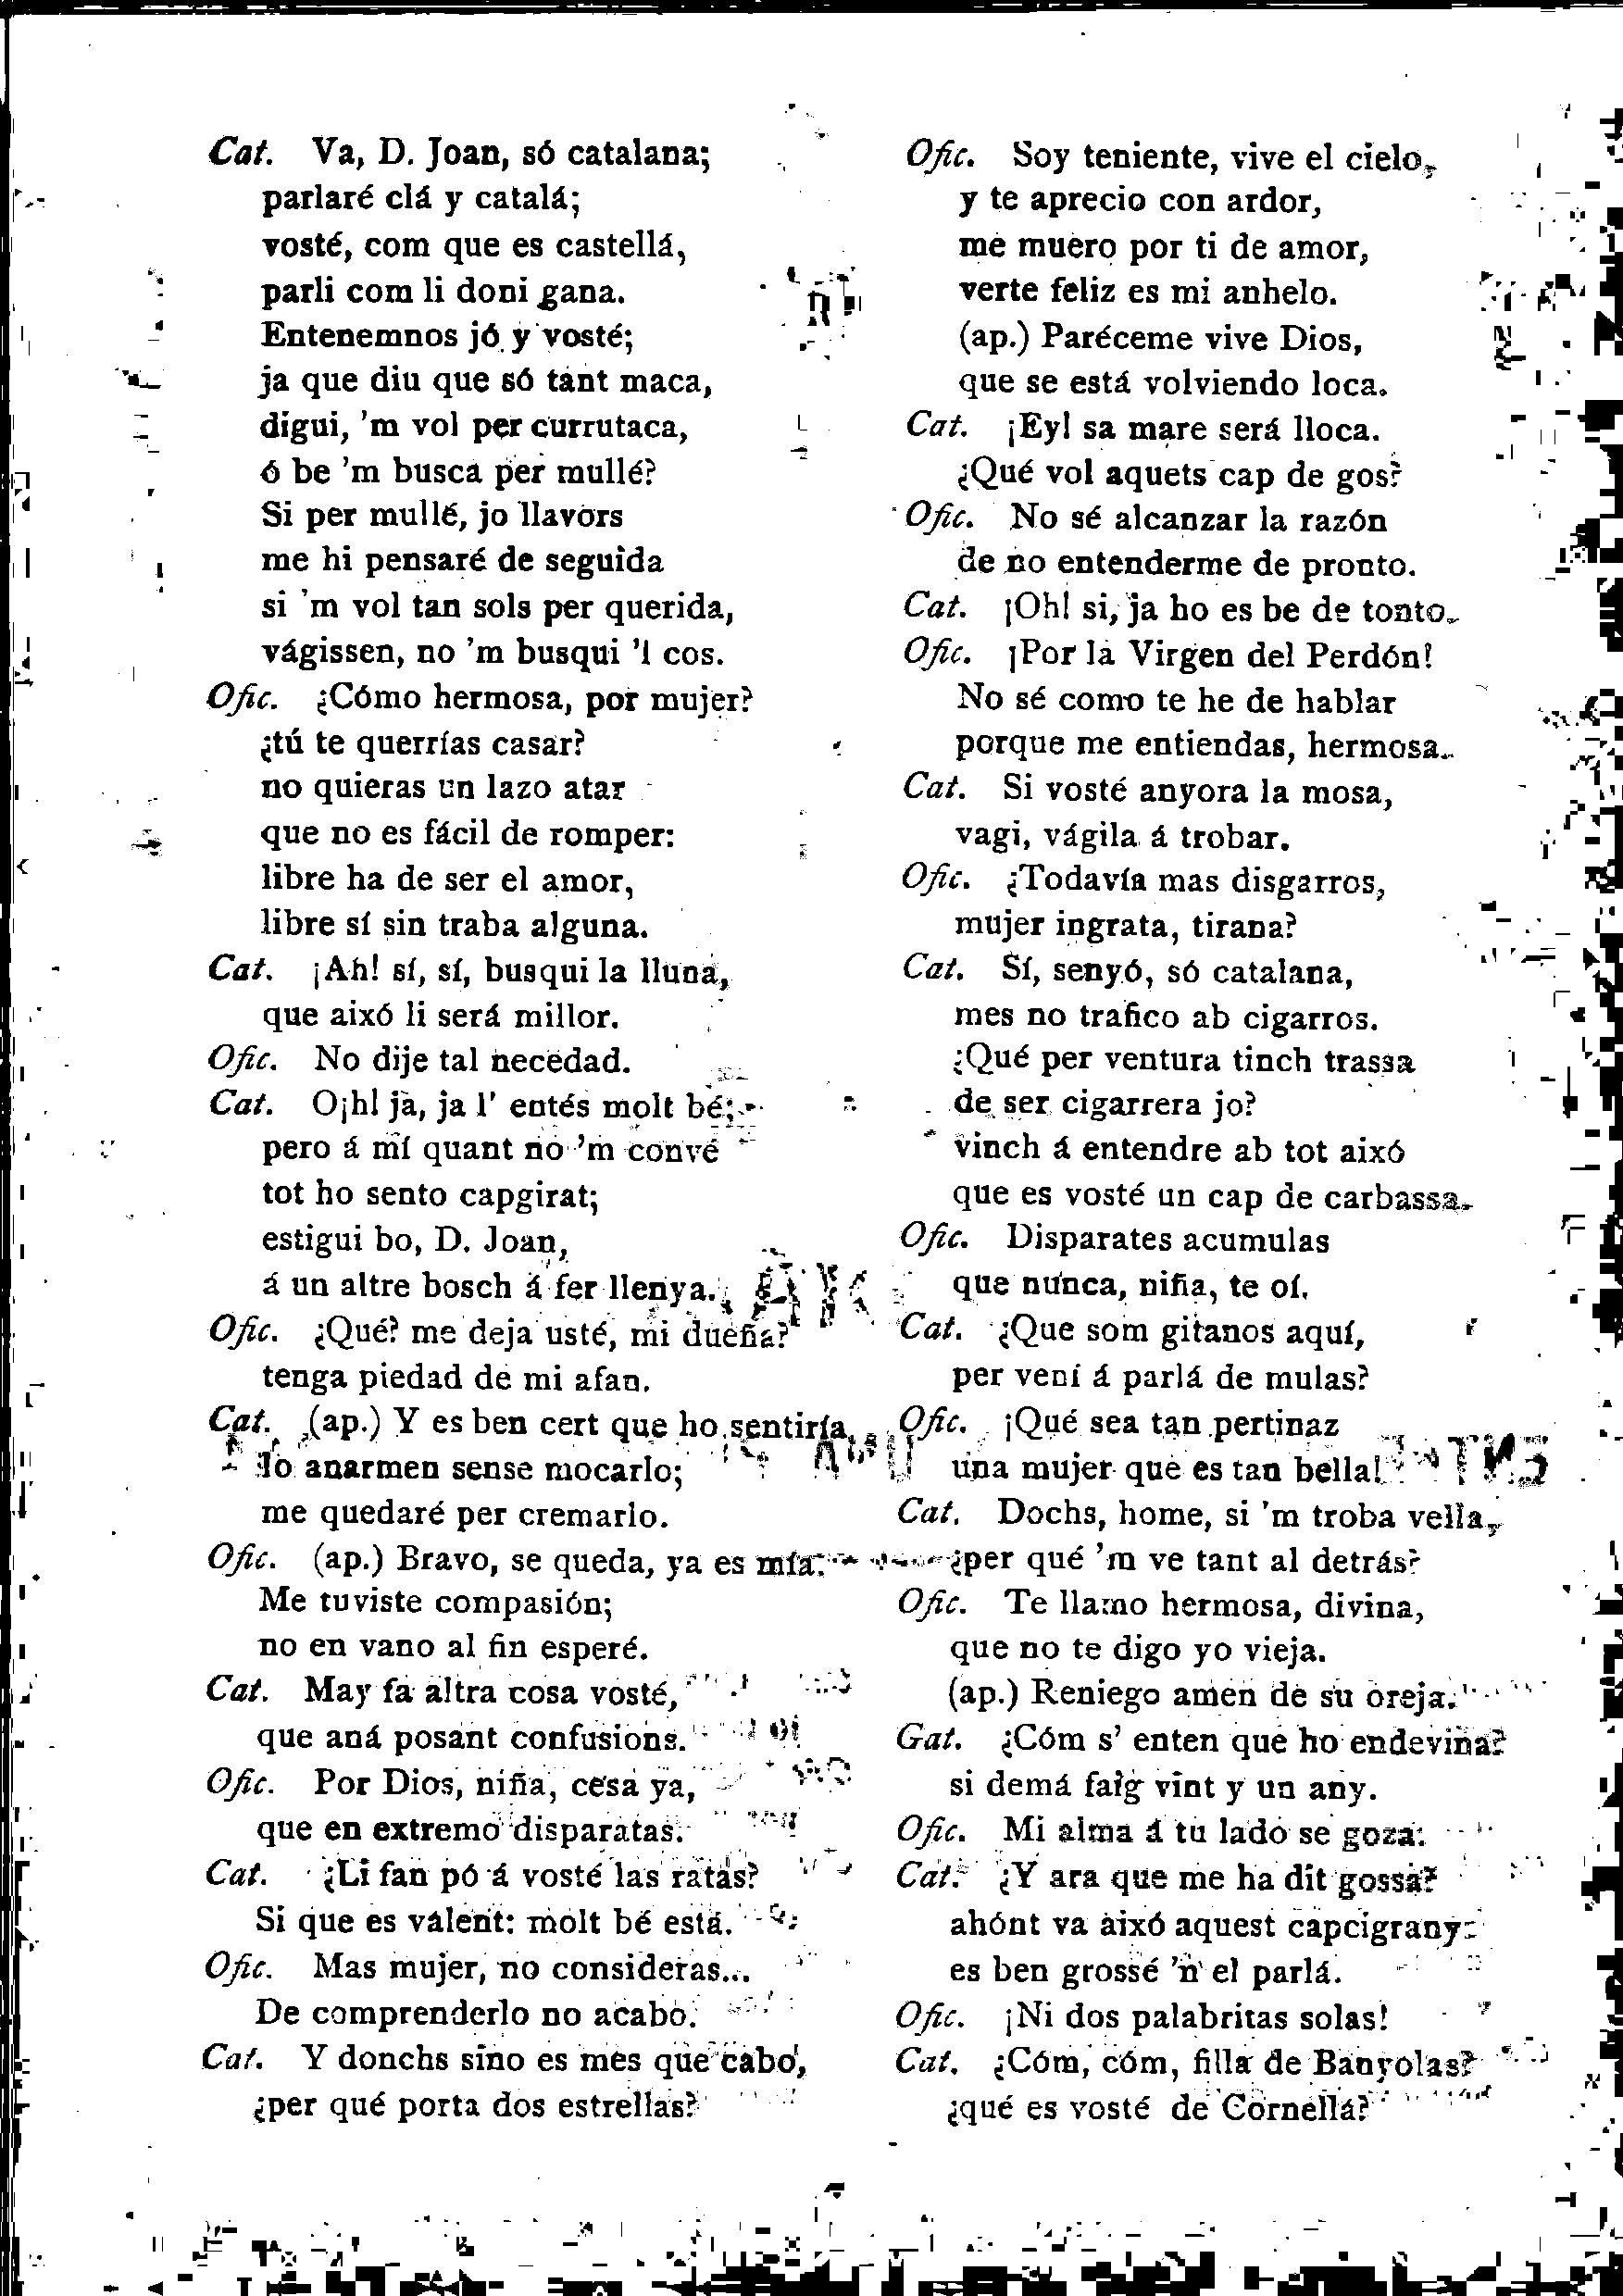 Cat. Va, D. Joan, só catalana;
parlaré clá y catalá;
vosté, com que es castellá,
parli com li doni gana.
Entenemnos jó y vosté;
ja que diu que só tant maca,
digui, 'm vol per currutaca,
ó be 'm busca per mullé?
Si per mullé, jo llavors
me hi pensaré de seguida
si 'm vol tan sols per querida,
vágissen, no 'm busqui 'l cos.
Ofic. ¿Cómo hermosa, por mujer?
¿tú te querrías casar?
no quieras un lazo atar
que no es fácil de romper:
libre ha de ser el amor,
libre sí sin traba alguna.
Cat. ¡Ah! sí, sí, busqui la lluna,
que aixó li será millor.
Ofic. No dije tal necedad.
Cat. O¡h! ja, ja l' entés molt bé;
pero á mí quant no 'm convé
tot ho sento capgirat;
estigui bo, D. Joan,
á un altre bosch á fer llenya.
Ofic. ¿Qué? me deja usté, mi dueña?
tenga piedad de mi afan.
Cat. (ap.) Y es ben cert que ho sentiría
lo anarmen sense mocarlo;
me quedaré per cremarlo.
Ofic. (ap.) Bravo, se queda, ya es mía.
Me tuviste compasión;
no en vano al fin esperé.
Cat. May fa altra cosa vosté,
que aná posant confusions.
Ofic. Por Dios, niña, cesa ya,
que en extremo disparatas.
Cat. ¿Li fan pó á vosté las ratas?
Si que es valent: molt bé está.
Ofic. Mas mujer, no consideras...
De comprenderlo no acabo.
Cat. Y donchs sino es mes que cabo,
¿per qué porta dos estrellas?
Ofic. Soy teniente, vive el cielo,
y te aprecio con ardor,
me muero por ti de amor,
verte feliz es mi anhelo.
(ap.) Paréceme vive Dios,
que se está volviendo loca.
Cat. ¡Ey! sa mare será lloca.
¿Qué vol aquets cap de gos?
Ofic. No sé alcanzar la razón
de no entenderme de pronto.
Cat. ¡Oh! si, ja ho es be de tonto.
Ofic. ¡Por la Virgen del Perdón!
No sé como te he de hablar
porque me entiendas, hermosa.
Cat. Si vosté anyora la mosa,
vagi, vágila á trobar.
Ofic. ¿Todavía mas disgarros,
mujer ingrata, tirana?
Cat. Sí, senyó, só catalana,
mes no trafico ab cigarros.
¿Qué per ventura tinch trassa
de ser cigarrera jo?
vinch á entendre ab tot aixó
que es vosté un cap de carbassa.
Ofic. Disparates acumulas
que nunca, niña, te oí.
Cat. ¿Que som gitanos aquí,
per vení á parlá de mulas?
Ofic. ¡Qué sea tan pertinaz
una mujer que es tan bella!
Cat. Dochs, home, si 'm troba vella,
¿per qué 'm ve tant al detrás?
Ofic. Te llamo hermosa, divina,
que no te digo yo vieja.
(ap.) Reniego amen de su oreja.
Gat. ¿Cóm s' enten que ho endevina?
si demá faig vint y un any.
Ofic. Mi alma á tu lado se goza.
Cat. ¿Y ara que me ha dit gossa?
ahónt va aixó aquest capcigrany:
es ben grossé 'n el parlá.
Ofic. ¡Ni dos palabritas solas!
Cat. ¿Cóm, cóm, filla de Banyolas?
¿qué es vosté de Cornellá?